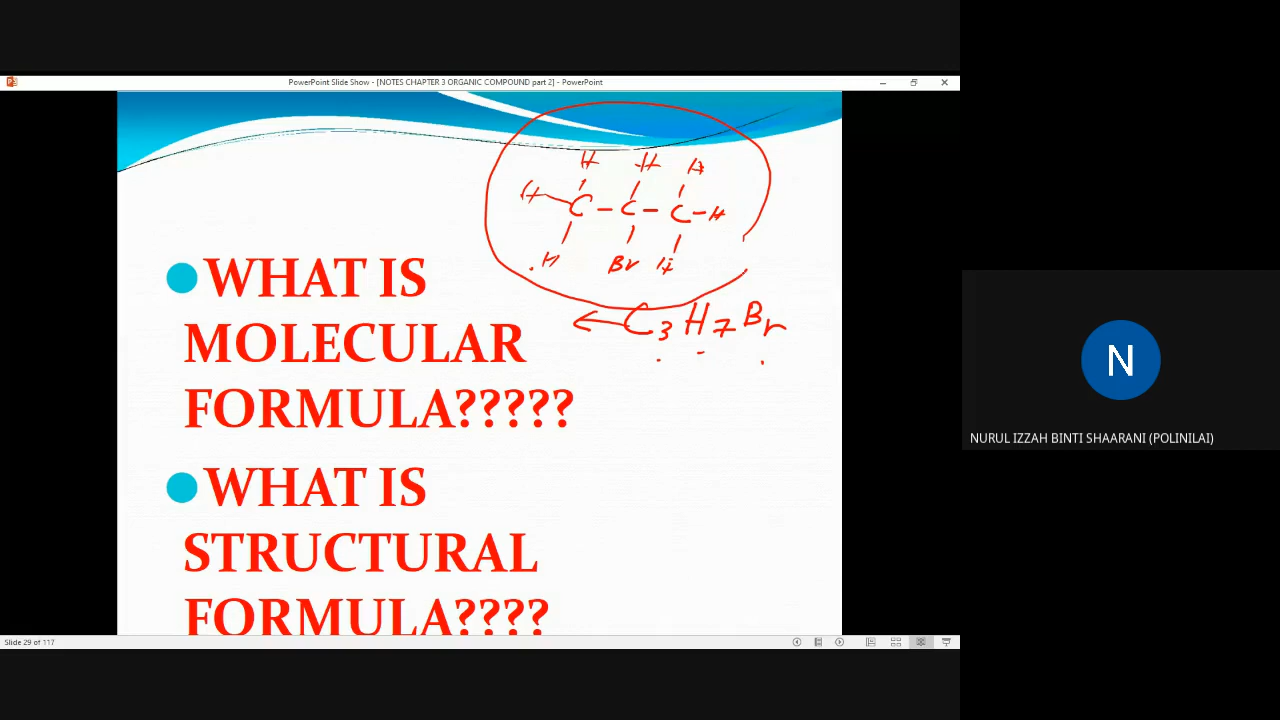 PowerPoint Slide Show - [NOTES CHAPTER 3 ORGANIC COMPOUND part 2] - PowerPoint
H H H
H C - C - C - H
H Br H
C3H7Br
WHAT IS
MOLECULAR
FORMULA?????
WHAT IS
STRUCTURAL
FORMULA????
Slide 29 of 117
N
NURUL IZZAH BINTI SHAARANI (POLINILAI)